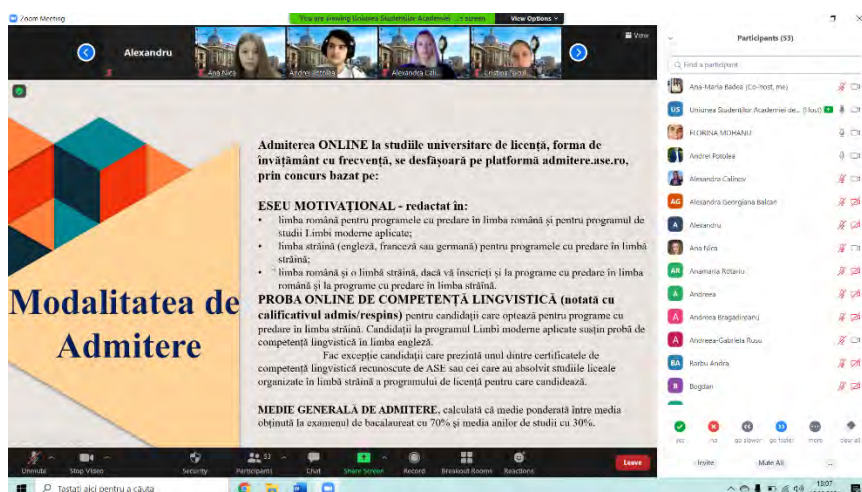 Zoom Meeting
You are viewing Uniunea Studenților Academiei ... screen
View Options
View
Alexandru
Ana Nica
Andrei Potolea
Alexandra Cali...
Modalitatea de
Admitere
Admiterea ONLINE la studiile universitare de licență, forma de
învățământ cu frecvență, se desfășoară pe platformă admitere.ase.ro,
prin concurs bazat pe:
ESEU MOTIVAȚIONAL - redactat în:
• limba română pentru programele cu predare în limba română și pentru programul de
studii Limbi moderne aplicate;
• limba străină (engleză, franceză sau germană) pentru programele cu predare în limbă
străină;
• limba română și o limbă străină, dacă vă înscrieți și la programe cu predare în limba
română și la programe cu predare în limba străină.
PROBA ONLINE DE COMPETENȚĂ LINGVISTICĂ (notată cu
calificativul admis/respins) pentru candidații care optează pentru programe cu
predare în limba străină. Candidații la programul Limbi moderne aplicate susțin probă de
competență lingvistică în limba engleză.
Fac excepție candidații care prezintă unul dintre certificatele de
competență lingvistică recunoscute de ASE sau cei care au absolvit studiile liceale
organizate în limbă străină a programului de licență pentru care candidează.
MEDIE GENERALĂ DE ADMITERE, calculată că medie ponderată între media
obținută la examenul de bacalaureat cu 70% și media anilor de studii cu 30%.
Participants (53)
Find a participant
Ana-Maria Badea (Co-host, me)
US Uniunea Studenților Academiei de... (Host)
FLORINA MOHANU
Andrei Potolea
Alexandra Calinov
AG Alexandra Georgiana Balcan
A Alexandru
Ana Nica
AR Anamaria Rotariu
A Andreea
A Andreea Bragadireanu
A Andreea-Gabriela Rusu
BA Barbu Andra
B Bogdan
yes no go slower go faster more clear all
Invite Mute All ...
Unmute Stop Video Security Participants 53 Chat Share Screen Record Breakout Rooms Reactions Leave
Tastați aici pentru a căuta
18:07